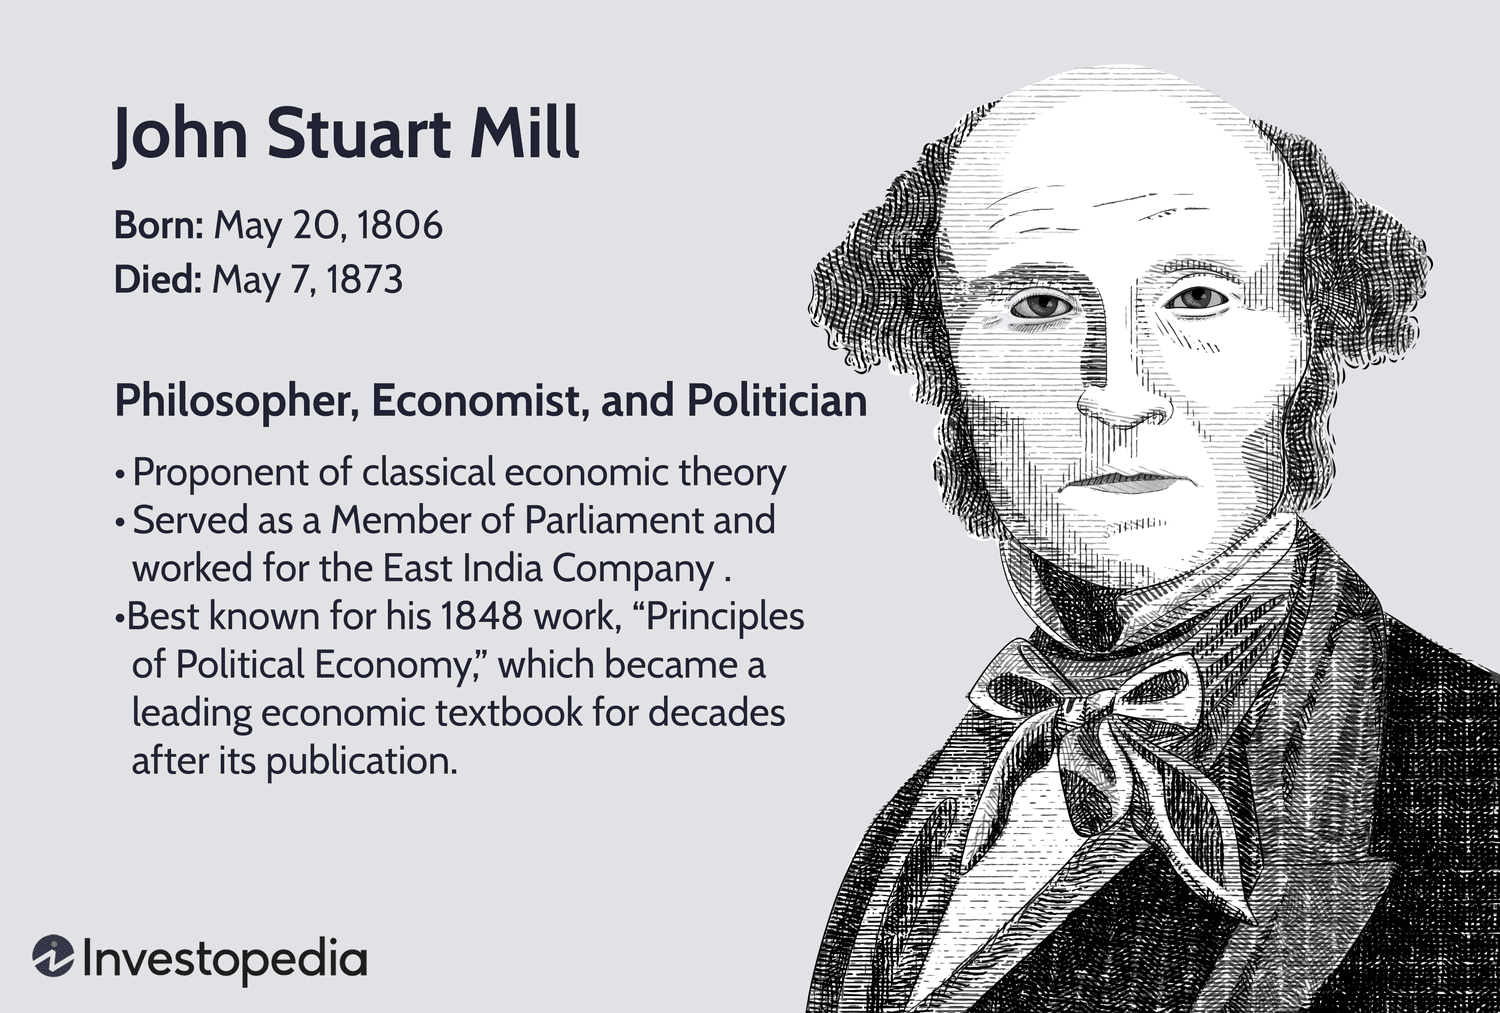 John Stuart Mill
Born: May 20, 1806
Died: May 7, 1873
Philosopher, Economist, and Politician
• Proponent of classical economic theory
• Served as a Member of Parliament and
worked for the East India Company .
•Best known for his 1848 work, “Principles
of Political Economy,” which became a
leading economic textbook for decades
after its publication.
Investopedia